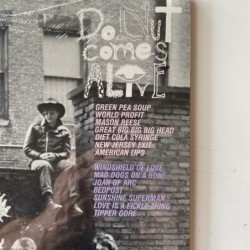 Do
come
ALIVE
GREEN PEA SOUP
WORLD PROFIT
MASON REESE
GREAT BIG BIG BIG HEAD
DIET COLA SYRINGE
NEW JERSEY EXIT
AMERICAN LIPS
WINDSHIELD OF LOVE
MAD DOGS ON A BONE
JOAN OF ARC
BEDPOST
SUNSHINE SUPERMAN
LOVE IS A FICKLE THING
TIPPER GORE